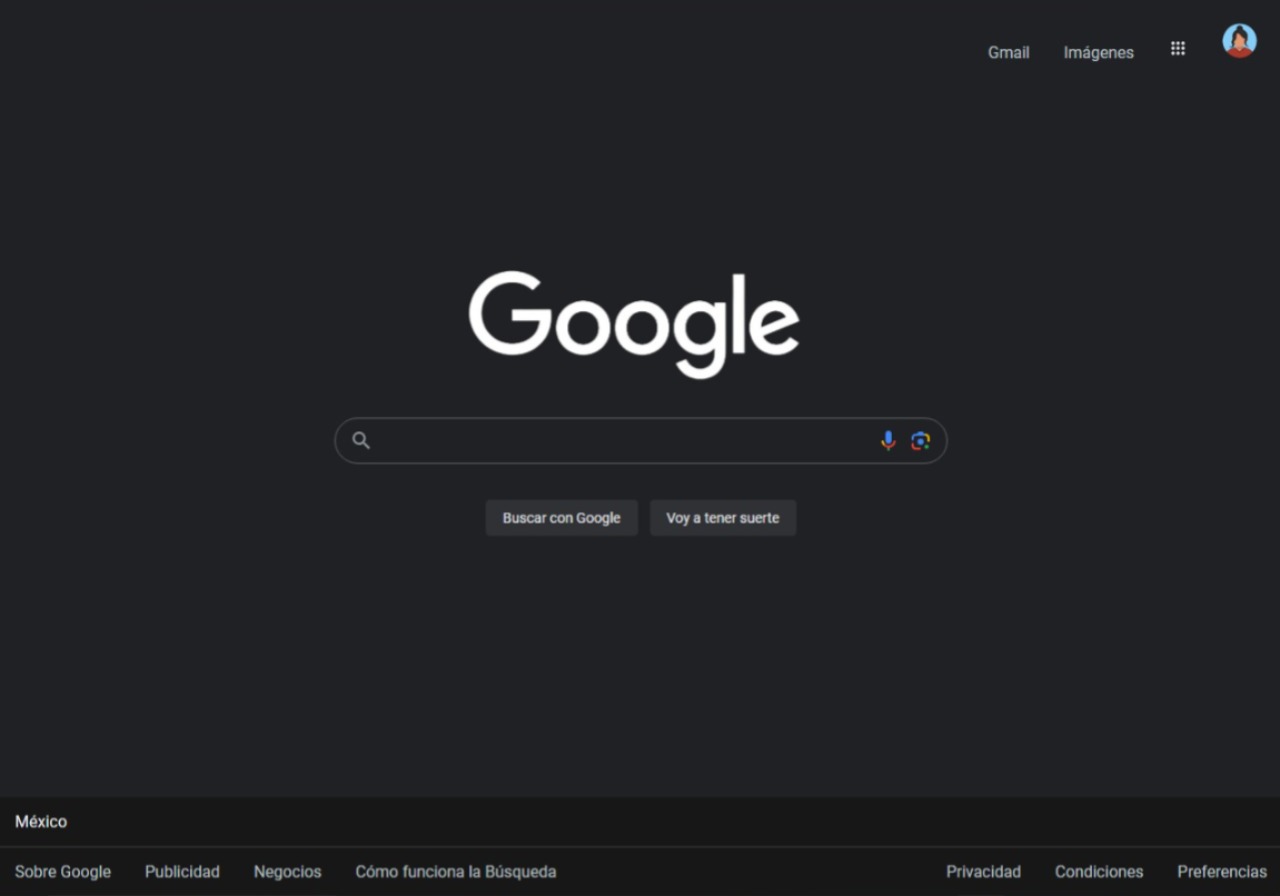 Gmail Imágenes
Google
Buscar con Google Voy a tener suerte
México
Sobre Google Publicidad Negocios Cómo funciona la Búsqueda Privacidad Condiciones Preferencias